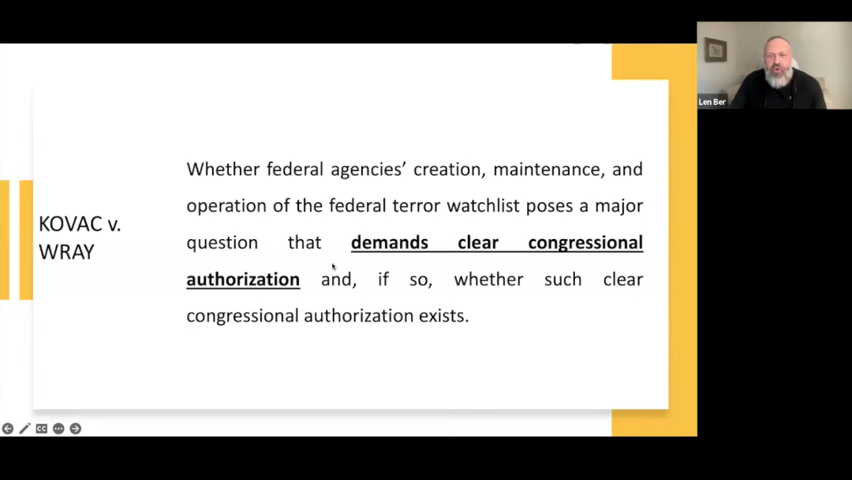 Len Ber
KOVAC v.
WRAY
Whether federal agencies’ creation, maintenance, and
operation of the federal terror watchlist poses a major
question that demands clear congressional
authorization and, if so, whether such clear
congressional authorization exists.
CC